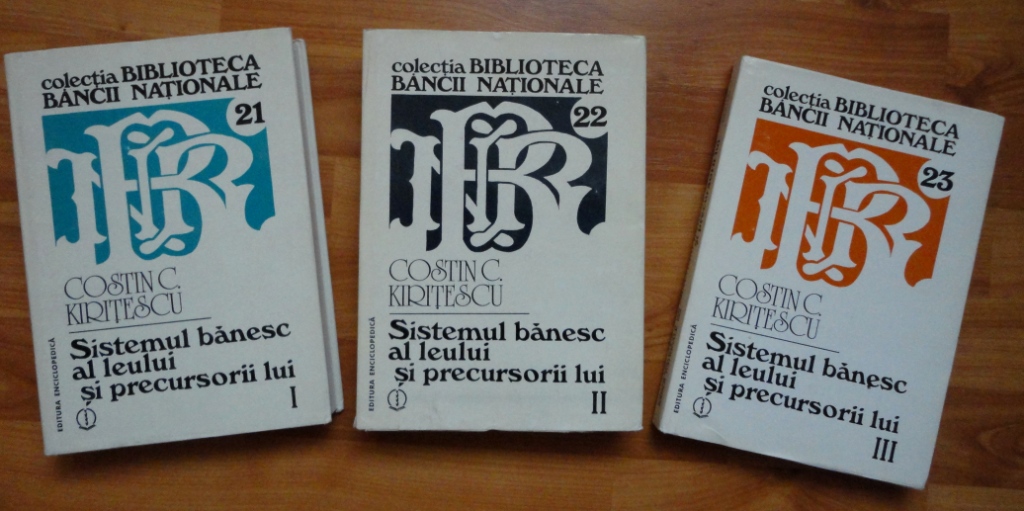 colecția BIBLIOTECA
BĂNCII NAȚIONALE
21
COSTIN C.
KIRIȚESCU
Sistemul bănesc
al leului
și precursorii lui
I
EDITURA ENCICLOPEDICĂ
colecția BIBLIOTECA
BĂNCII NAȚIONALE
22
COSTIN C.
KIRIȚESCU
Sistemul bănesc
al leului
și precursorii lui
II
EDITURA ENCICLOPEDICĂ
colecția BIBLIOTECA
BĂNCII NAȚIONALE
23
COSTIN C.
KIRIȚESCU
Sistemul bănesc
al leului
și precursorii lui
III
EDITURA ENCICLOPEDICĂ